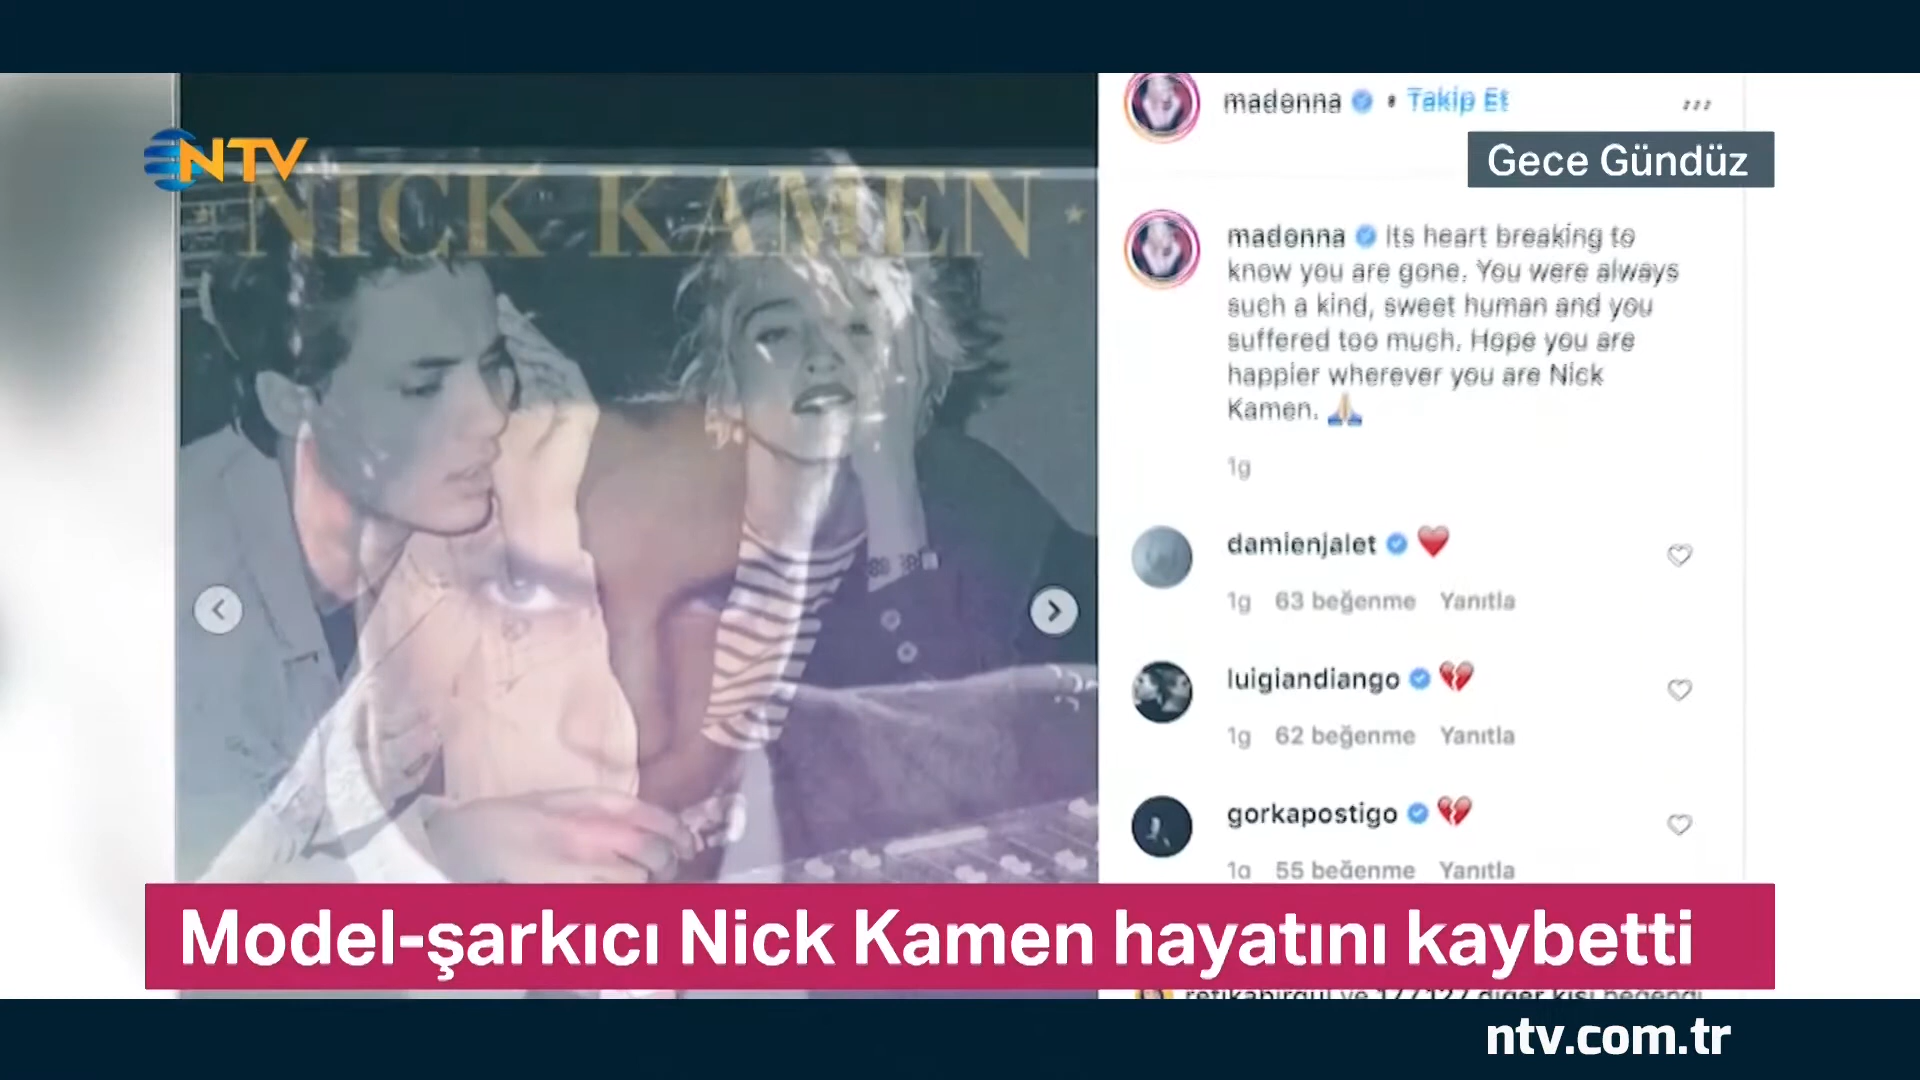 madonna • Takip Et
NTV
Gece Gündüz
NICK KAMEN
madonna Its heart breaking to
know you are gone. You were always
such a kind, sweet human and you
suffered too much. Hope you are
happier wherever you are Nick
Kamen. 🙏
1g
damienjalet ❤️
1g 63 beğenme Yanıtla
luigiandiango 💔
1g 62 beğenme Yanıtla
gorkapostigo 💔
1g 55 beğenme Yanıtla
Model-şarkıcı Nick Kamen hayatını kaybetti
diğer kişi beğendi
ntv.com.tr